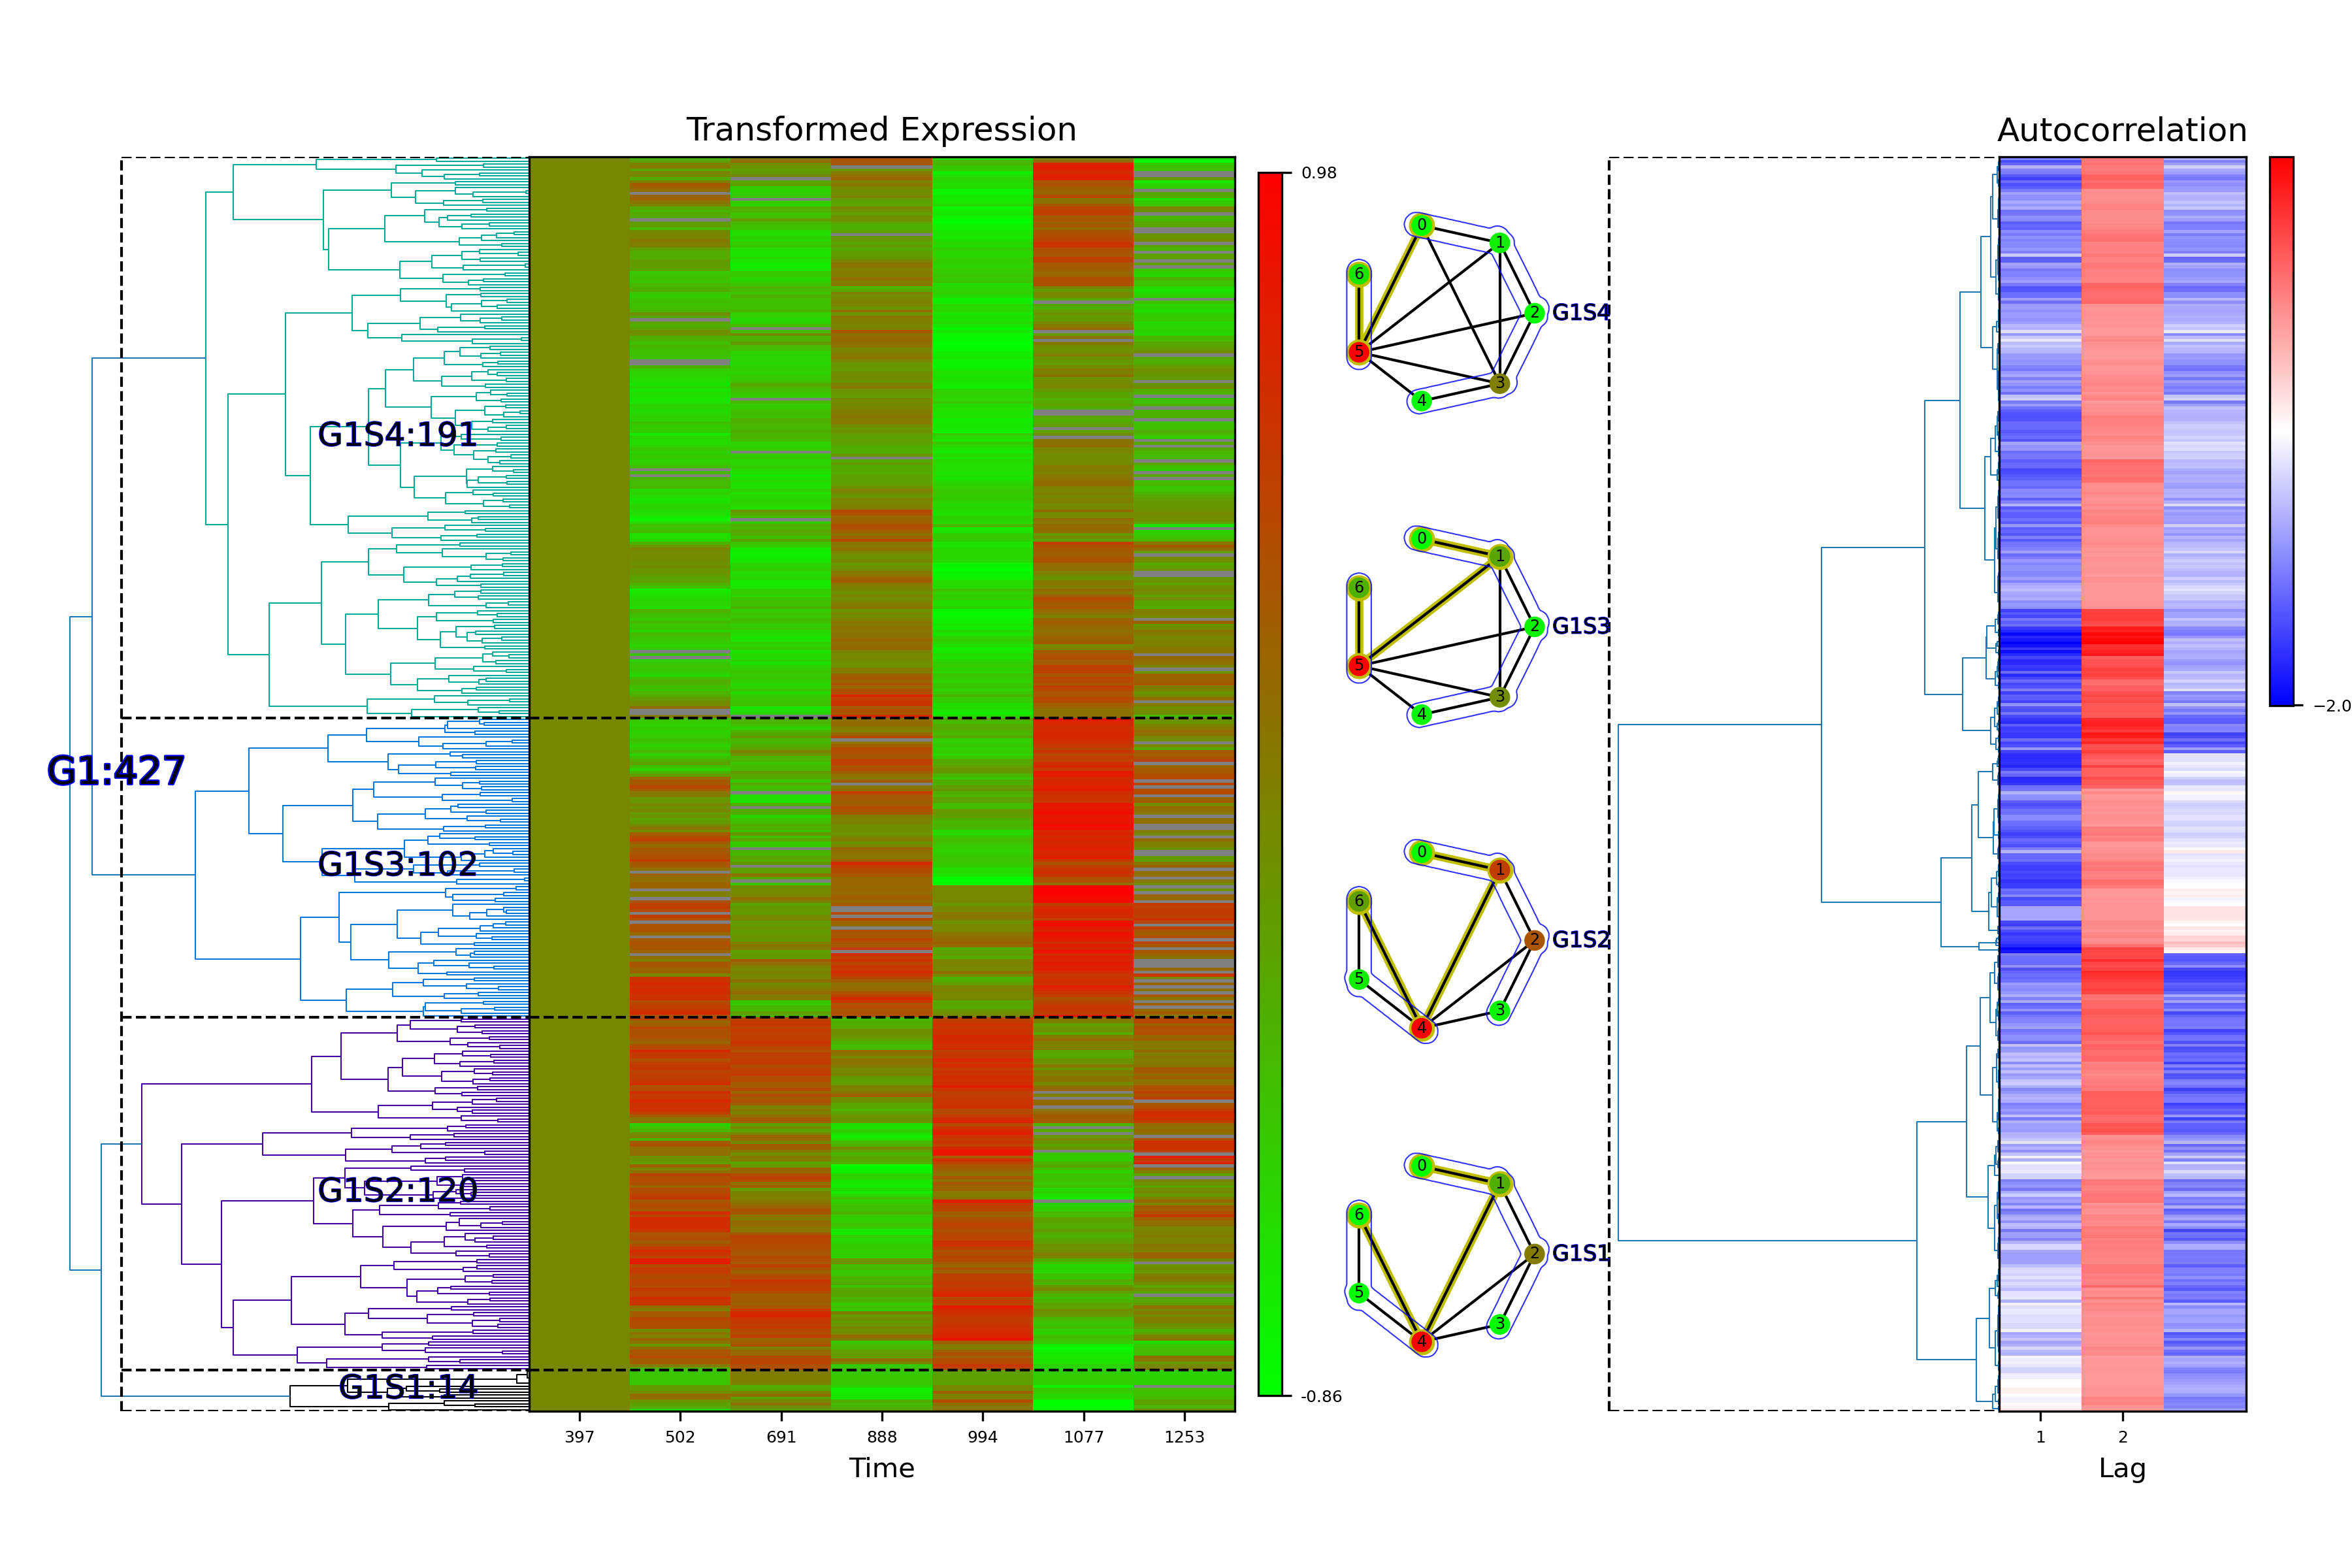 Transformed Expression
Autocorrelation
0.98
-0.86
−2.0
G1:427
G1S4:191
G1S3:102
G1S2:120
G1S1:14
0
1
2
3
4
5
6
G1S4
0
1
2
3
4
5
6
G1S3
0
1
2
3
4
5
6
G1S2
0
1
2
3
4
5
6
G1S1
397 502 691 888 994 1077 1253
Time
1 2
Lag